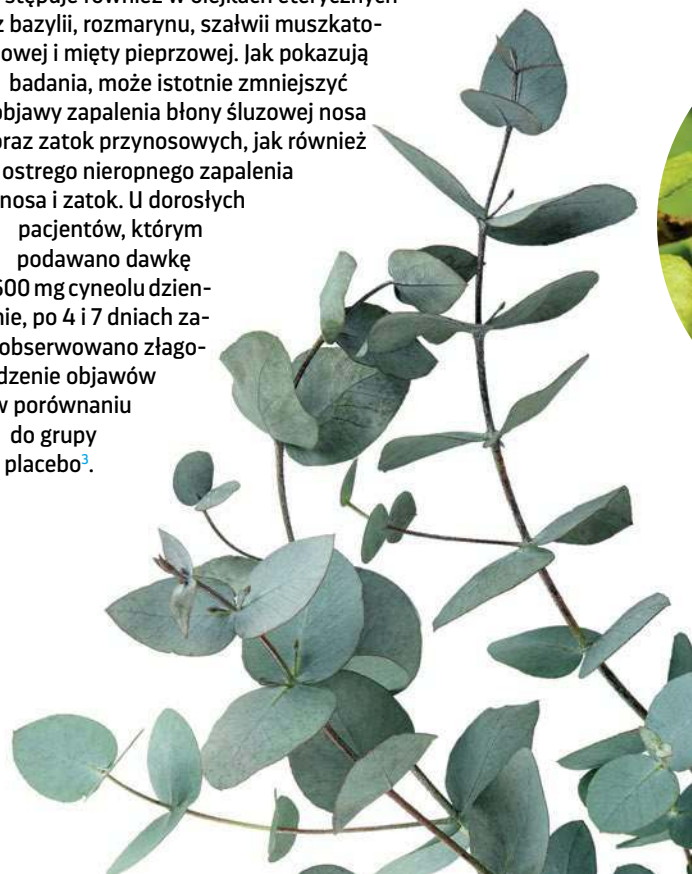 stępuje również w olejkach eterycznych
z bazylii, rozmarynu, szałwii muszkato-
owej i mięty pieprzowej. Jak pokazują
badania, może istotnie zmniejszyć
objawy zapalenia błony śluzowej nosa
oraz zatok przynosowych, jak również
ostrego nieropnego zapalenia
nosa i zatok. U dorosłych
pacjentów, którym
podawano dawkę
600 mg cyneolu dzien-
nie, po 4 i 7 dniach za-
obserwowano złago-
dzenie objawów
w porównaniu
do grupy
placebo³.